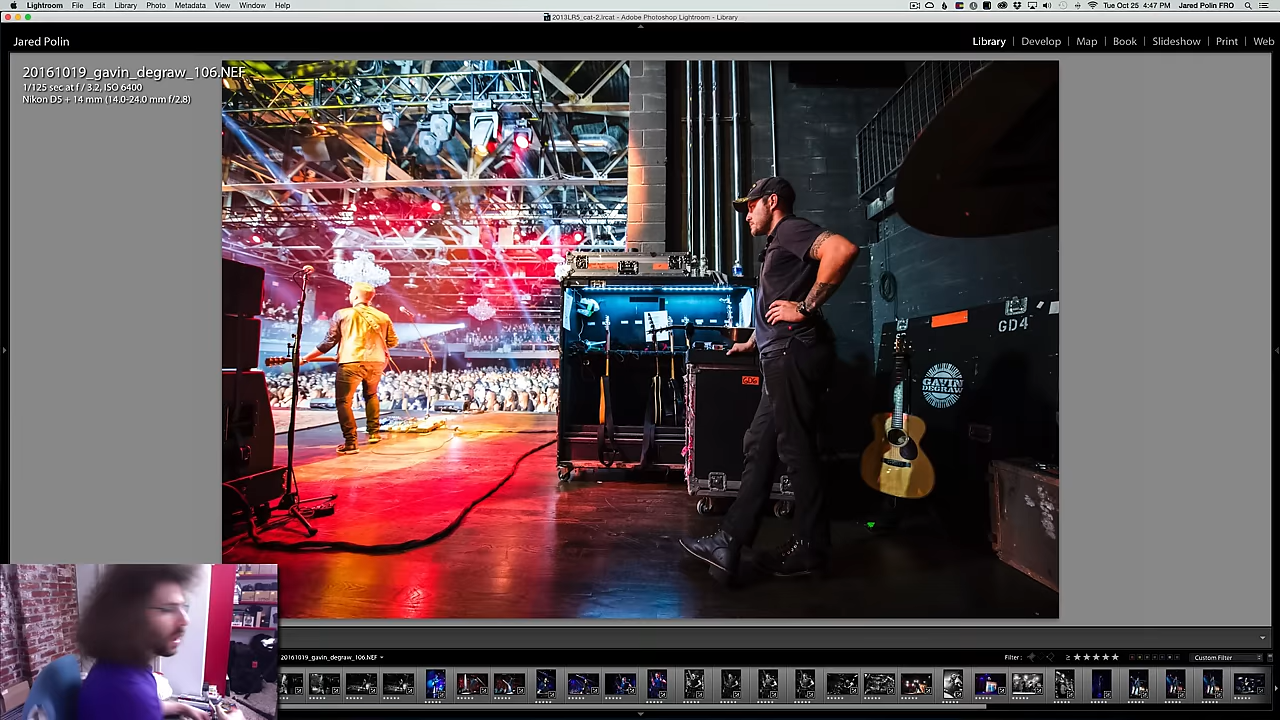 Lightroom File Edit Library Photo Metadata View Window Help Tue Oct 25 4:47 PM Jared Polin FRO
2013LR5_cat-2.lrcat - Adobe Photoshop Lightroom - Library
Jared Polin Library | Develop | Map | Book | Slideshow | Print | Web
20161019_gavin_degraw_106.NEF
1/125 sec at f / 3.2, ISO 6400
Nikon D5 + 14 mm (14.0-24.0 mm f/2.8)
GD4
GAVIN
DEGRAW
20161019_gavin_degraw_106.NEF Filter: Custom Filter